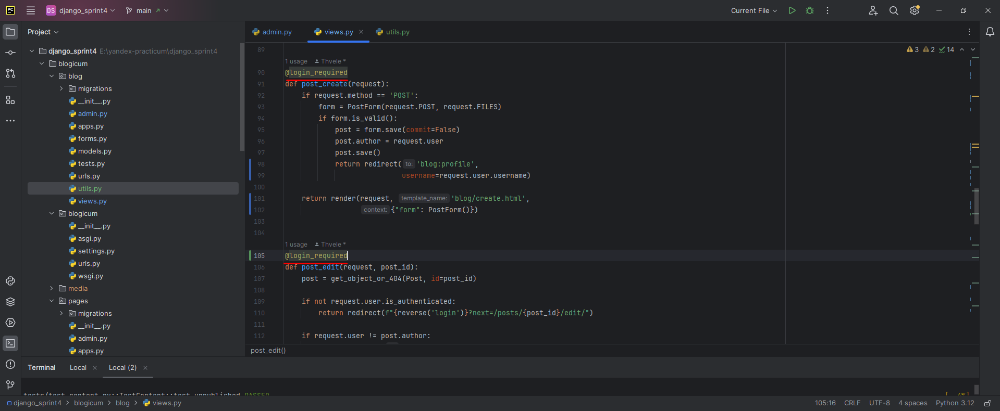 PC
DS django_sprint4
main
Current File
Project
admin.py
views.py
utils.py
django_sprint4 E:\yandex-practicum\django_sprint4
blogicum
blog
migrations
__init__.py
admin.py
apps.py
forms.py
models.py
tests.py
urls.py
utils.py
views.py
blogicum
__init__.py
asgi.py
settings.py
urls.py
wsgi.py
media
pages
migrations
__init__.py
admin.py
apps.py
3 2 14
89
1 usage Thvele *
90 @login_required
91 def post_create(request):
92 if request.method == 'POST':
93 form = PostForm(request.POST, request.FILES)
94 if form.is_valid():
95 post = form.save(commit=False)
96 post.author = request.user
97 post.save()
98 return redirect( to: 'blog:profile',
99 username=request.user.username)
100
101 return render(request, template_name: 'blog/create.html',
102 context: {"form": PostForm()})
103
104
1 usage Thvele *
105 @login_required
106 def post_edit(request, post_id):
107 post = get_object_or_404(Post, id=post_id)
108
109 if not request.user.is_authenticated:
110 return redirect(f"{reverse('login')}?next=/posts/{post_id}/edit/")
111
112 if request.user != post.author:
post_edit()
Terminal
Local
Local (2)
tests/test_content.py::TestContent::test_unpublished PASSED [ 6%]
django_sprint4 > blogicum > blog > views.py
105:16 CRLF UTF-8 4 spaces Python 3.12